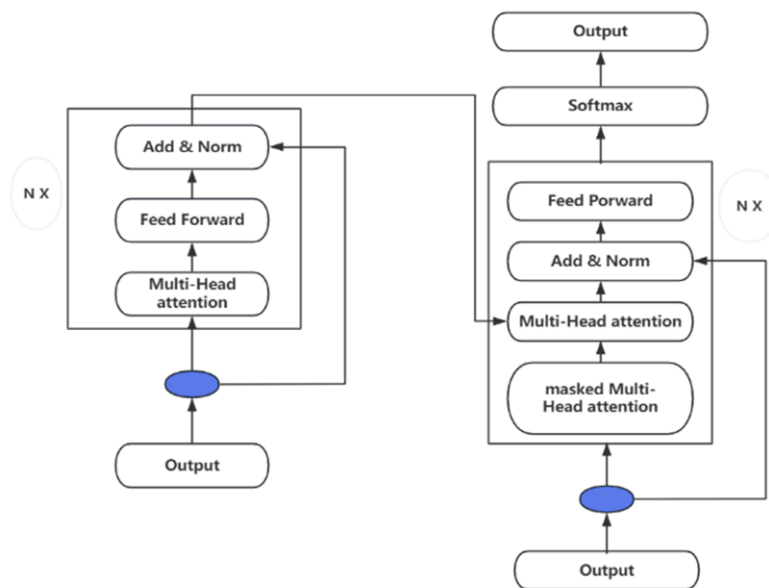 N X
Add & Norm
Feed Forward
Multi-Head
attention
Output
Output
Softmax
N X
Feed Porward
Add & Norm
Multi-Head attention
masked Multi-
Head attention
Output